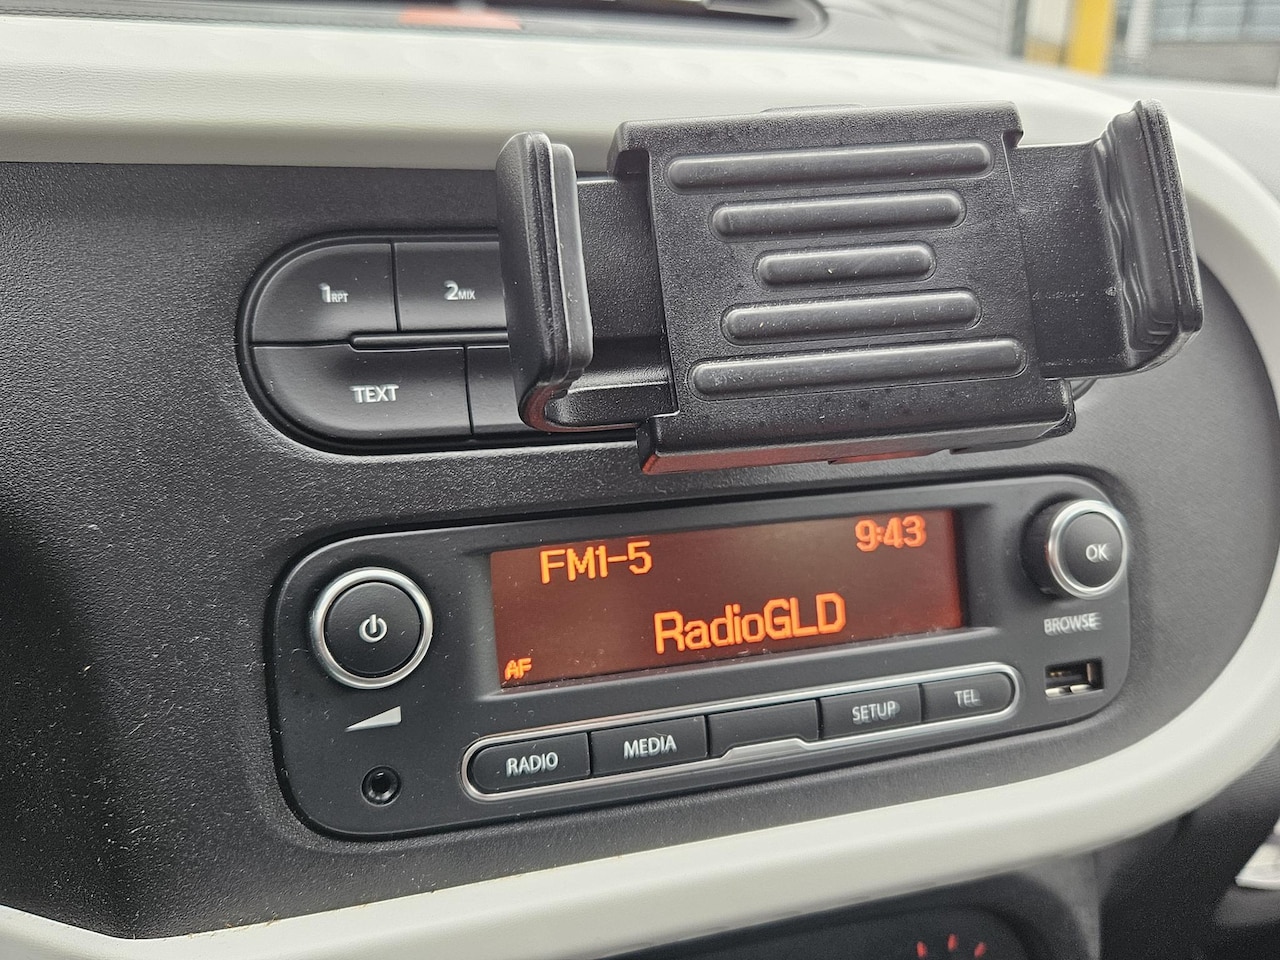 1RPT
2MIX
TEXT
FM1-5
9:43
RadioGLD
AF
OK
BROWSE
RADIO
MEDIA
SETUP
TEL